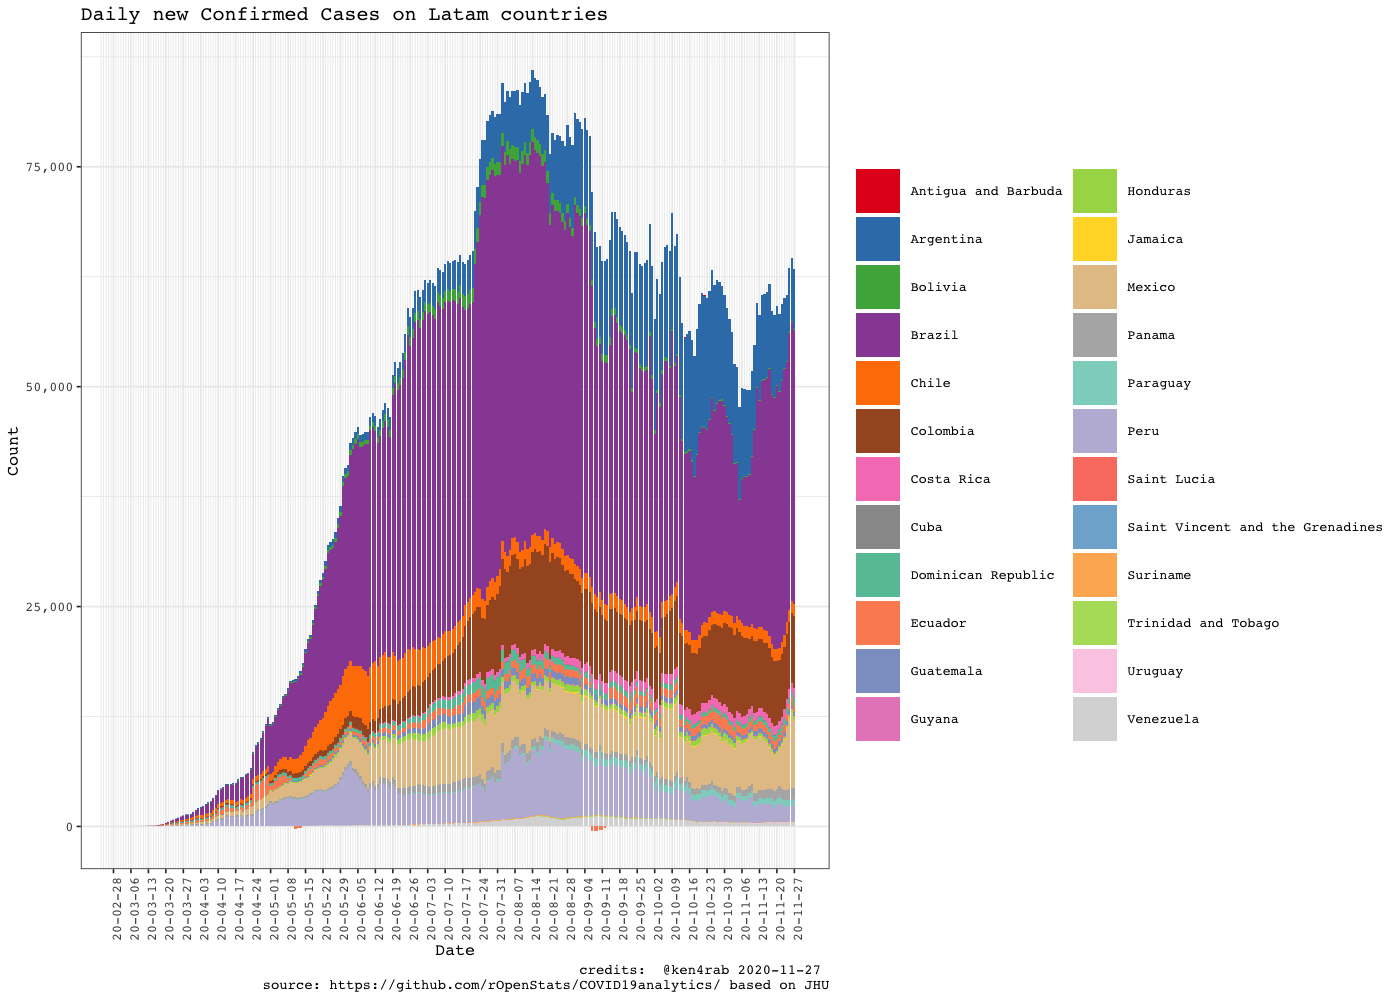 Daily new Confirmed Cases on Latam countries
Count
75,000
50,000
25,000
0
20-02-28
20-03-06
20-03-13
20-03-20
20-03-27
20-04-03
20-04-10
20-04-17
20-04-24
20-05-01
20-05-08
20-05-15
20-05-22
20-05-29
20-06-05
20-06-12
20-06-19
20-06-26
20-07-03
20-07-10
20-07-17
20-07-24
20-07-31
20-08-07
20-08-14
20-08-21
20-08-28
20-09-04
20-09-11
20-09-18
20-09-25
20-10-02
20-10-09
20-10-16
20-10-23
20-10-30
20-11-06
20-11-13
20-11-20
20-11-27
Date
Antigua and Barbuda
Argentina
Bolivia
Brazil
Chile
Colombia
Costa Rica
Cuba
Dominican Republic
Ecuador
Guatemala
Guyana
Honduras
Jamaica
Mexico
Panama
Paraguay
Peru
Saint Lucia
Saint Vincent and the Grenadines
Suriname
Trinidad and Tobago
Uruguay
Venezuela
credits:  @ken4rab 2020-11-27
source: https://github.com/rOpenStats/COVID19analytics/ based on JHU